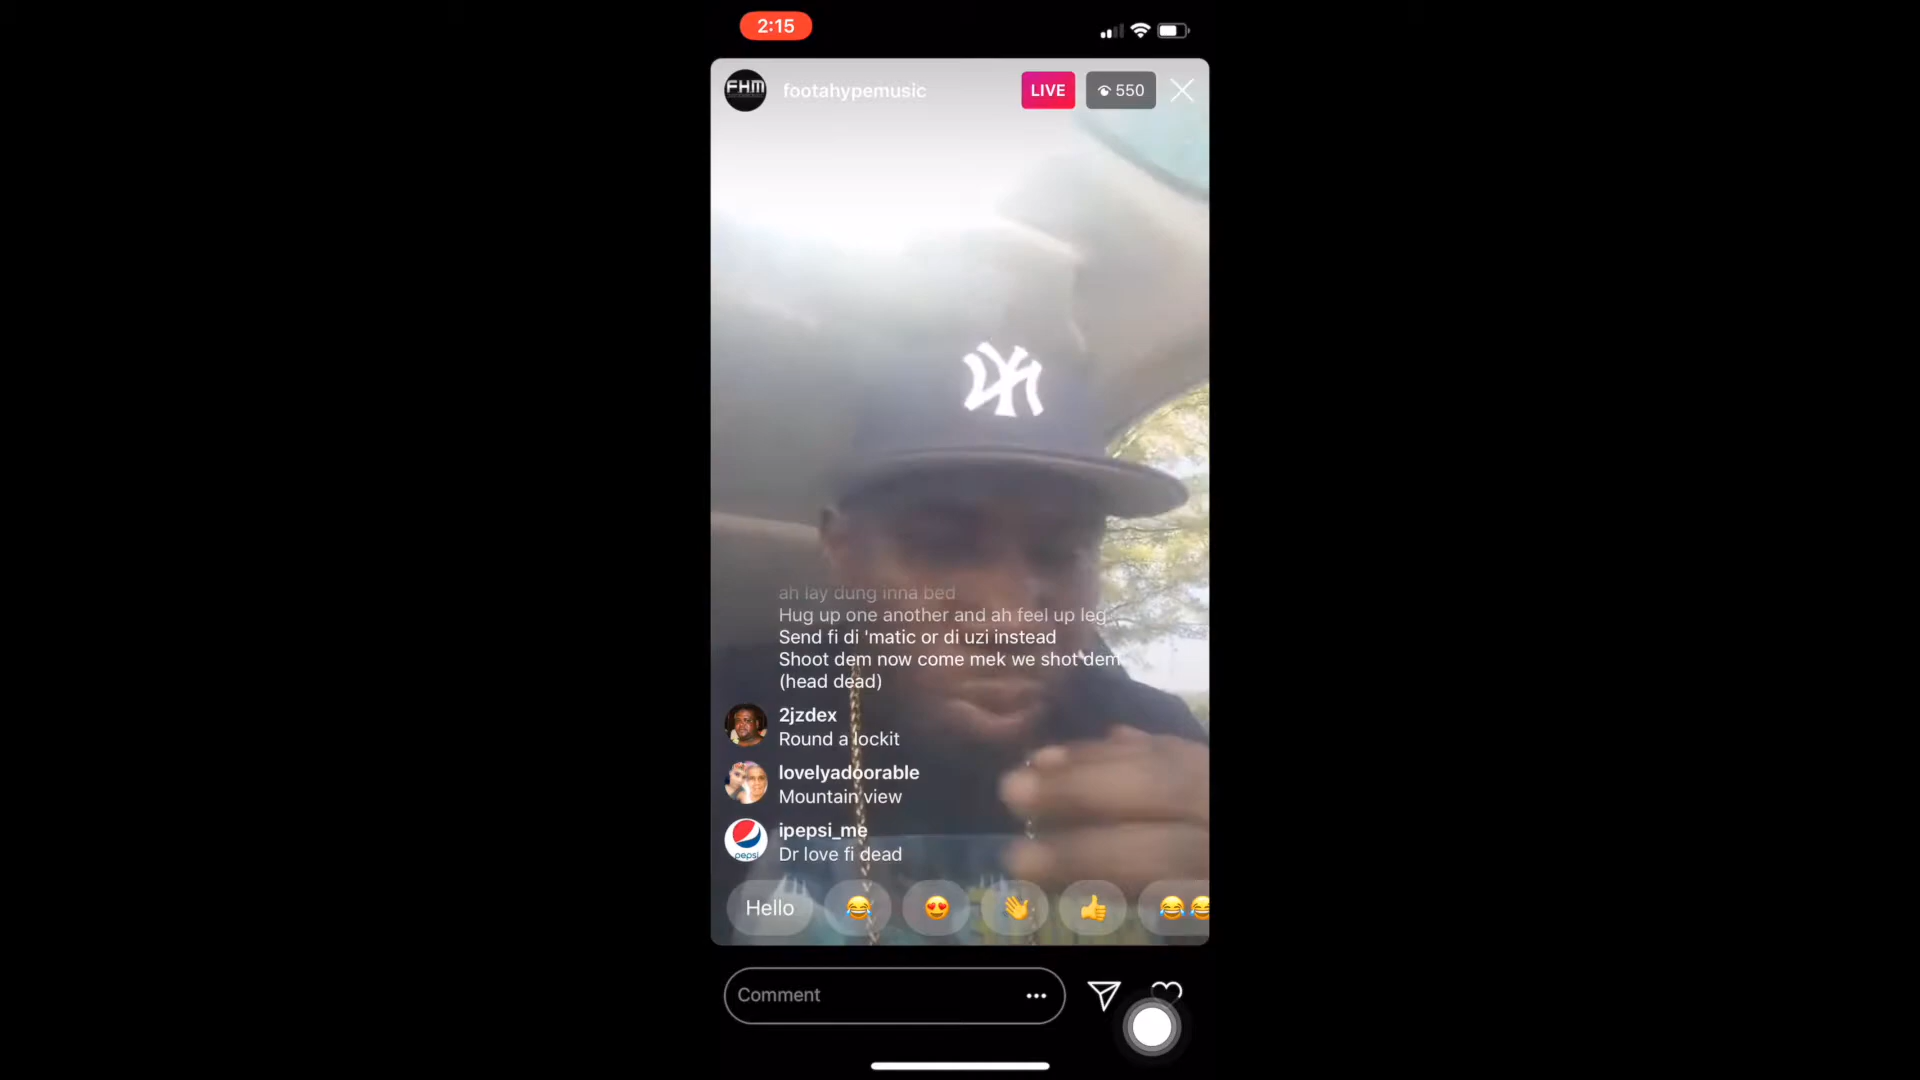 2:15
FHM
footahypemusic
LIVE
550
NY
ah lay dung inna bed
Hug up one another and ah feel up leg
Send fi di 'matic or di uzi instead
Shoot dem now come mek we shot dem
(head dead)
2jzdex
Round a lockit
lovelyadoorable
Mountain view
ipepsi_me
pepsi
Dr love fi dead
Hello
Comment